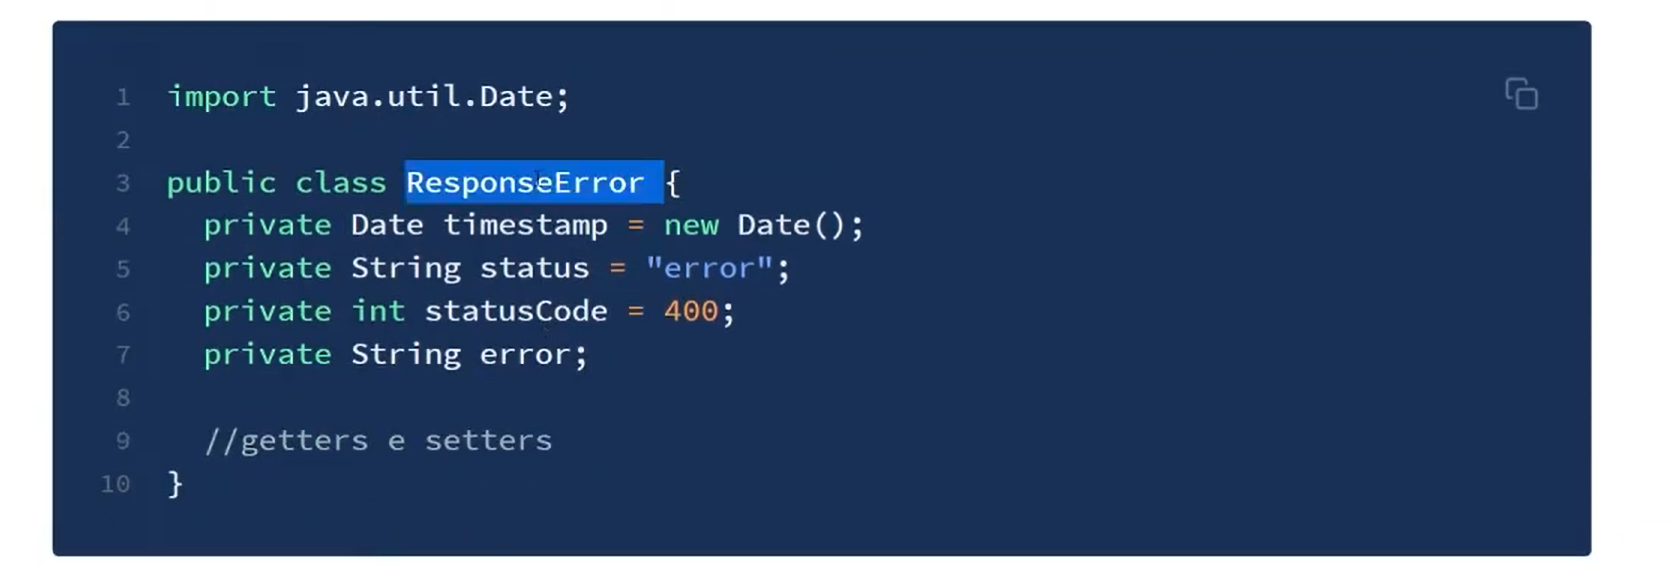 1 import java.util.Date;
2
3 public class ResponseError {
4 private Date timestamp = new Date();
5 private String status = "error";
6 private int statusCode = 400;
7 private String error;
8
9 //getters e setters
10 }